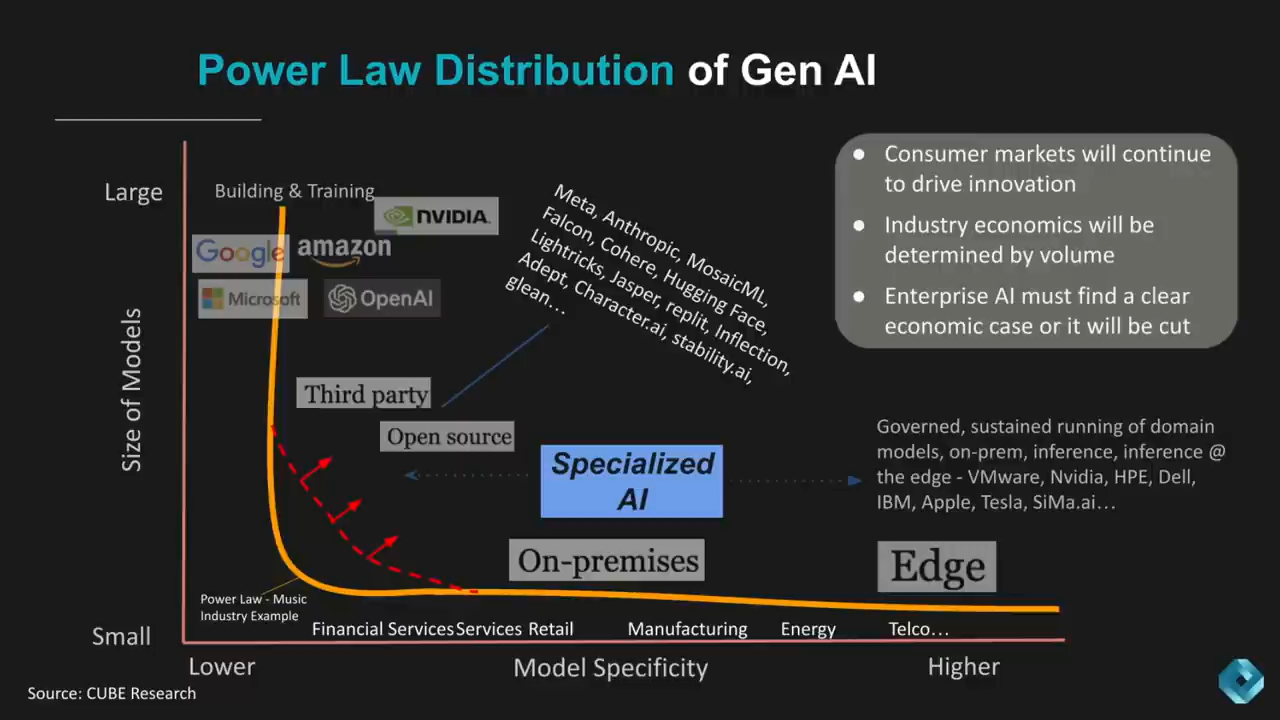 Power Law Distribution of Gen AI
Large
Building & Training
NVIDIA.
Google
amazon
Microsoft
OpenAI
Meta, Anthropic, MosaicML,
Falcon, Cohere, Hugging Face,
Lightricks, Jasper, replit, Inflection,
Adept, Character.ai, stability.ai,
glean...
● Consumer markets will continue
to drive innovation
● Industry economics will be
determined by volume
● Enterprise AI must find a clear
economic case or it will be cut
Size of Models
Third party
Open source
Specialized
AI
Governed, sustained running of domain
models, on-prem, inference, inference @
the edge - VMware, Nvidia, HPE, Dell,
IBM, Apple, Tesla, SiMa.ai...
On-premises
Edge
Power Law - Music
Industry Example
Financial Services Services Retail Manufacturing Energy Telco...
Small
Lower Model Specificity Higher
Source: CUBE Research